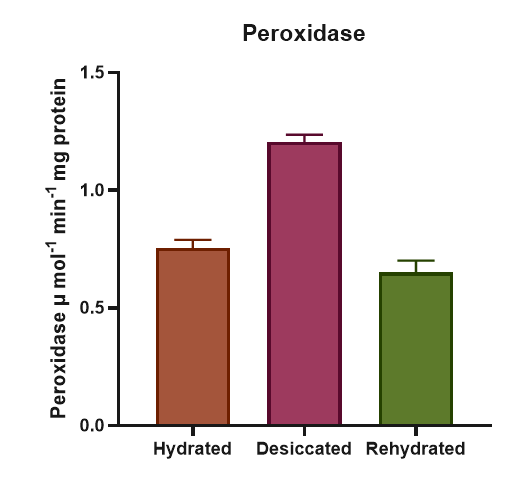 Peroxidase
Peroxidase µ mol⁻¹ min⁻¹ mg protein
1.5
1.0
0.5
0.0
Hydrated Desiccated Rehydrated